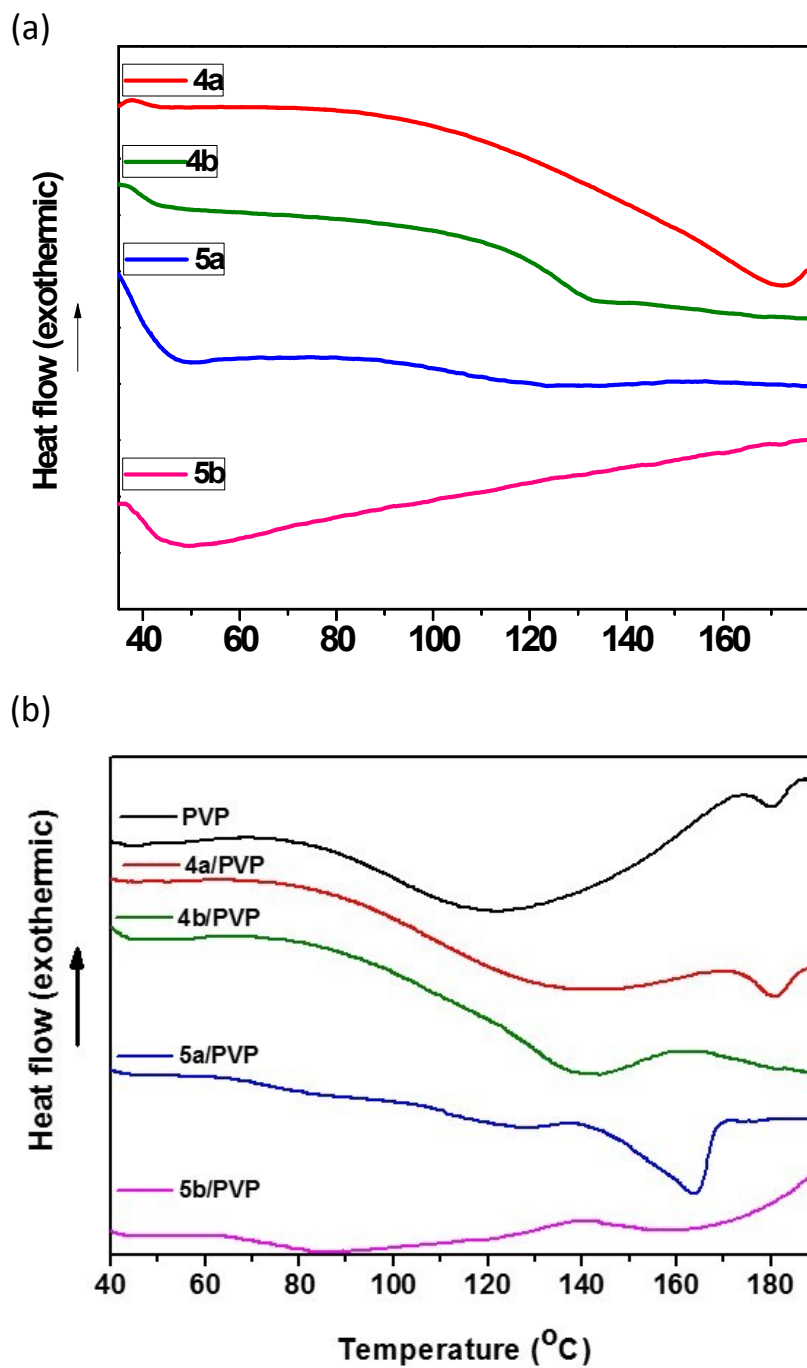 (a)
4a
4b
5a
5b
Heat flow (exothermic)
40 60 80 100 120 140 160
(b)
PVP
4a/PVP
4b/PVP
5a/PVP
5b/PVP
Heat flow (exothermic)
40 60 80 100 120 140 160 180
Temperature (°C)